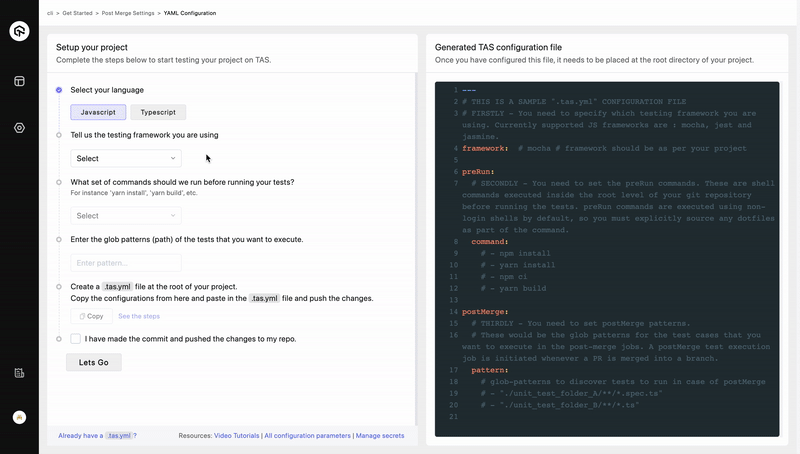 cli > Get Started > Post Merge Settings > YAML Configuration
Setup your project
Complete the steps below to start testing your project on TAS.
Select your language
Javascript
Typescript
Tell us the testing framework you are using
Select
What set of commands should we run before running your tests?
For instance 'yarn install', 'yarn build', etc.
Select
Enter the glob patterns (path) of the tests that you want to execute.
Enter pattern...
Create a .tas.yml file at the root of your project.
Copy the configurations from here and paste in the .tas.yml file and push the changes.
Copy
See the steps
I have made the commit and pushed the changes to my repo.
Lets Go
Already have a .tas.yml ?
Resources: Video Tutorials | All configuration parameters | Manage secrets
Generated TAS configuration file
Once you have configured this file, it needs to be placed at the root directory of your project.
1 ---
2 # THIS IS A SAMPLE ".tas.yml" CONFIGURATION FILE
3 # FIRSTLY - You need to specify which testing framework you are
using. Currently supported JS frameworks are : mocha, jest and
jasmine.
4 framework: # mocha # framework should be as per your project
5
6 preRun:
7 # SECONDLY - You need to set the preRun commands. These are shell
commands executed inside the root level of your git repository
before running the tests. preRun commands are executed using non-
login shells by default, so you must explicitly source any dotfiles
as part of the command.
8 command:
9 # - npm install
10 # - yarn install
11 # - npm ci
12 # - yarn build
13
14 postMerge:
15 # THIRDLY - You need to set postMerge patterns.
16 # These would be the glob patterns for the test cases that you
want to execute in the post-merge jobs. A postMerge test execution
job is initiated whenever a PR is merged into a branch.
17 pattern:
18 # glob-patterns to discover tests to run in case of postMerge
19 # - "./unit_test_folder_A/**/*.spec.ts"
20 # - "./unit_test_folder_B/**/*.ts"
21